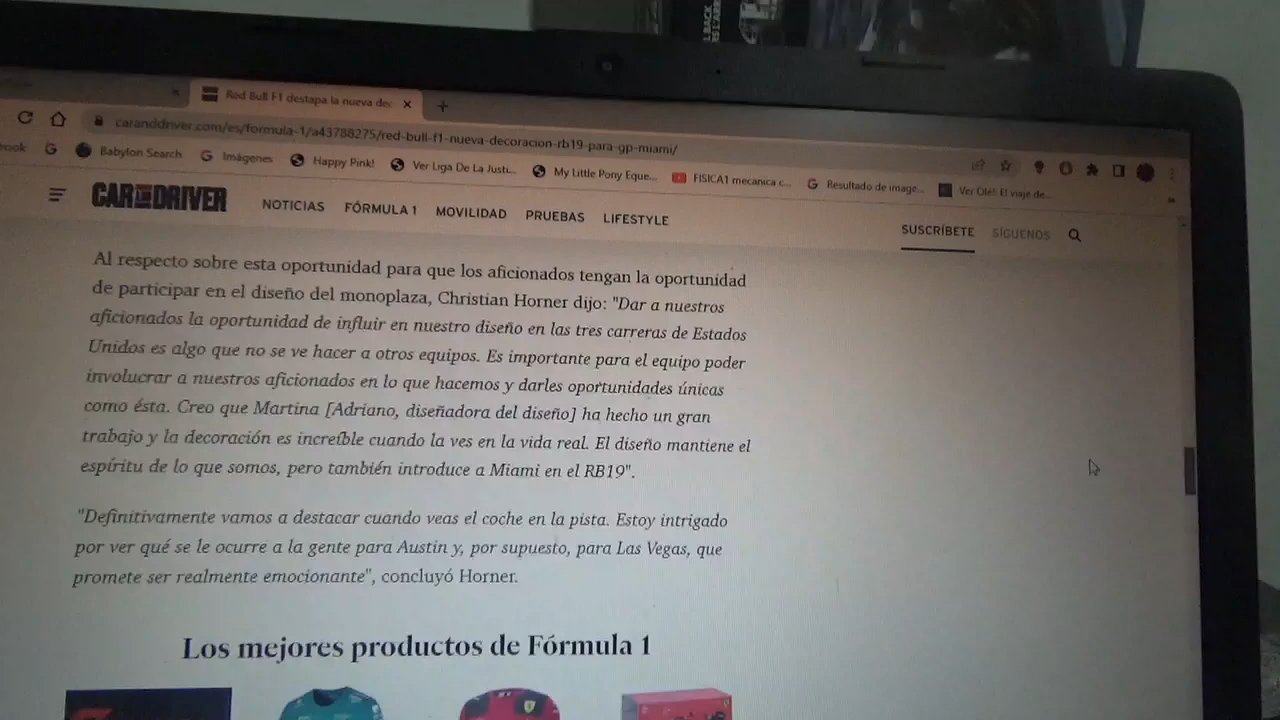 Red Bull F1 destapa la nueva dec
caranddriver.com/es/formula-1/a43788275/red-bull-f1-nueva-decoracion-rb19-para-gp-miami/
ook
Babylon Search
Imágenes
Happy Pink!
Ver Liga De La Justi...
My Little Pony Eque...
FISICA1 mecanica c...
Resultado de image...
Ver Olé! El viaje de...
CAR AND DRIVER
NOTICIAS FÓRMULA 1 MOVILIDAD PRUEBAS LIFESTYLE
SUSCRÍBETE SÍGUENOS
Al respecto sobre esta oportunidad para que los aficionados tengan la oportunidad
de participar en el diseño del monoplaza, Christian Horner dijo: "Dar a nuestros
aficionados la oportunidad de influir en nuestro diseño en las tres carreras de Estados
Unidos es algo que no se ve hacer a otros equipos. Es importante para el equipo poder
involucrar a nuestros aficionados en lo que hacemos y darles oportunidades únicas
como ésta. Creo que Martina [Adriano, diseñadora del diseño] ha hecho un gran
trabajo y la decoración es increíble cuando la ves en la vida real. El diseño mantiene el
espíritu de lo que somos, pero también introduce a Miami en el RB19".
"Definitivamente vamos a destacar cuando veas el coche en la pista. Estoy intrigado
por ver qué se le ocurre a la gente para Austin y, por supuesto, para Las Vegas, que
promete ser realmente emocionante", concluyó Horner.
Los mejores productos de Fórmula 1